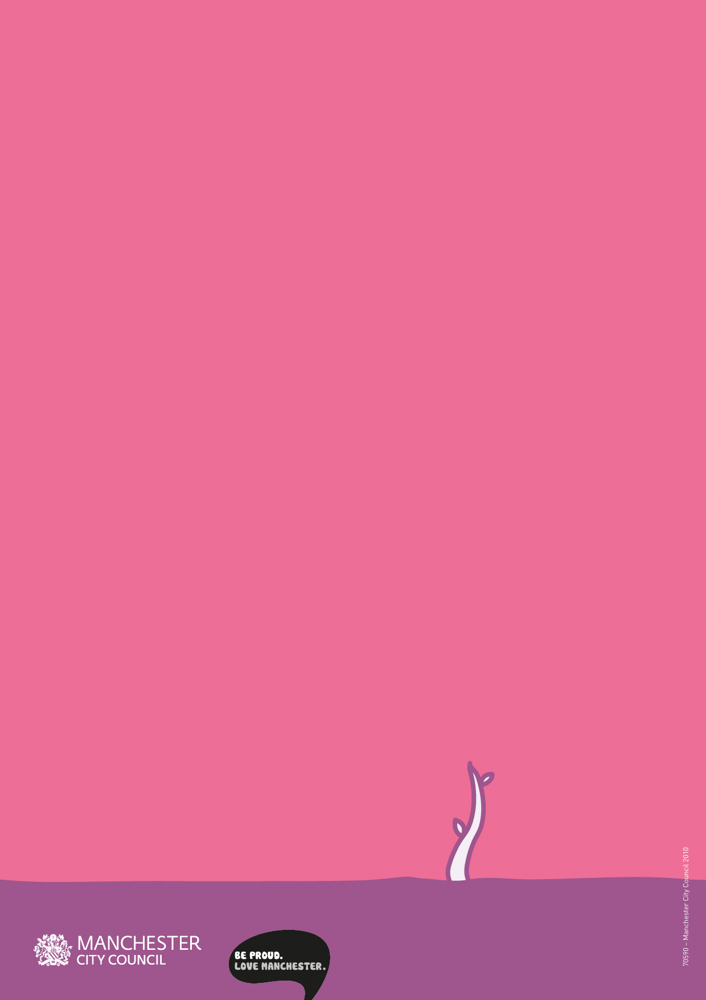 MANCHESTER
CITY COUNCIL
BE PROUD.
LOVE MANCHESTER.
70590 – Manchester City Council 2010